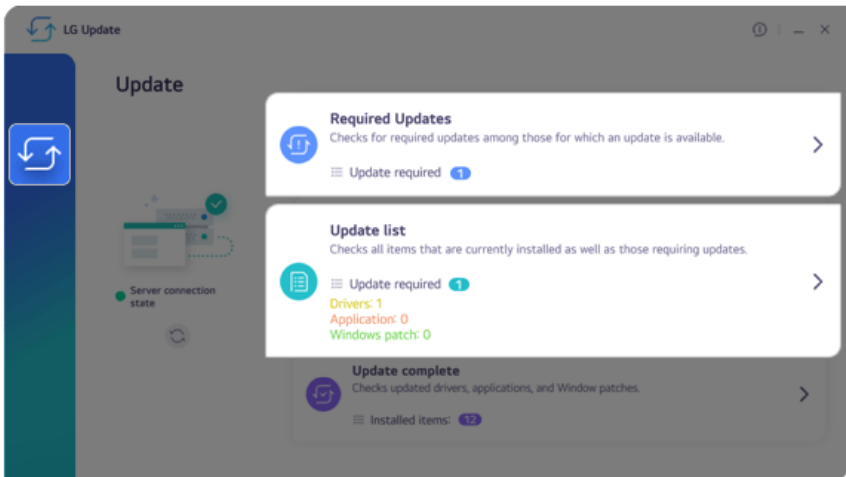 LG Update
Update
Required Updates
Checks for required updates among those for which an update is available.
Update required 1
Update list
Checks all items that are currently installed as well as those requiring updates.
Update required 1
Drivers: 1
Application: 0
Windows patch: 0
Server connection
state
Update complete
Checks updated drivers, applications, and Window patches.
Installed items: 12